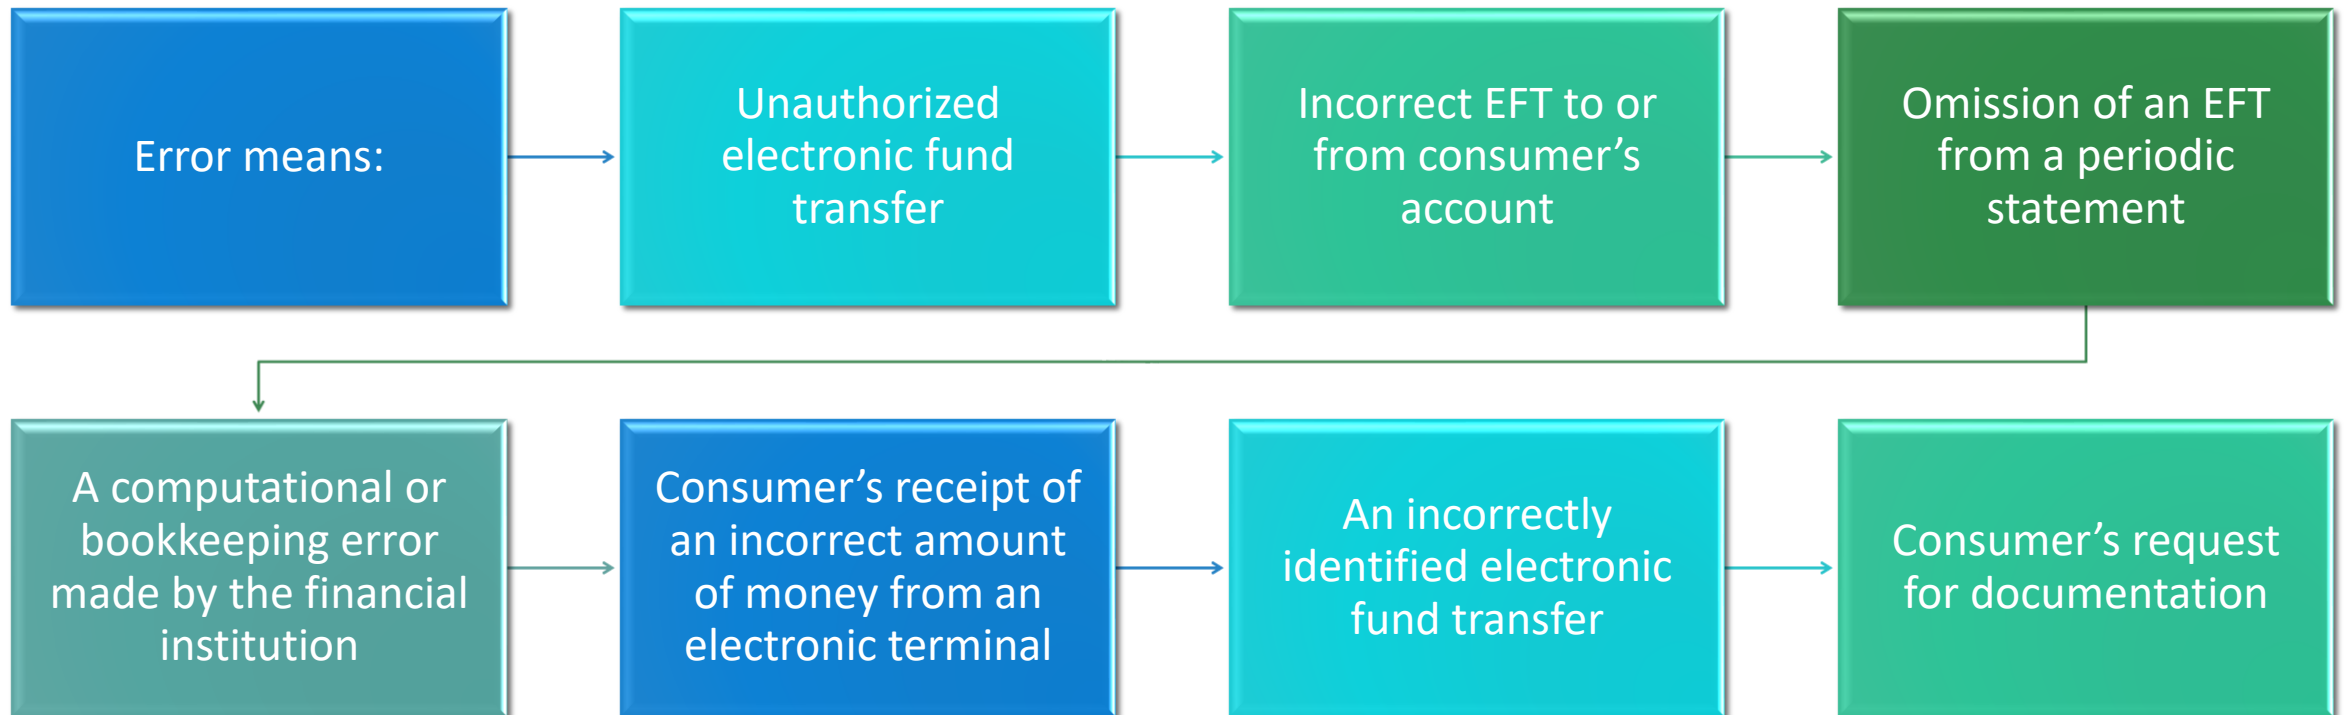 Error means:
Unauthorized
electronic fund
transfer
Incorrect EFT to or
from consumer’s
account
Omission of an EFT
from a periodic
statement
A computational or
bookkeeping error
made by the financial
institution
Consumer’s receipt of
an incorrect amount
of money from an
electronic terminal
An incorrectly
identified electronic
fund transfer
Consumer’s request
for documentation